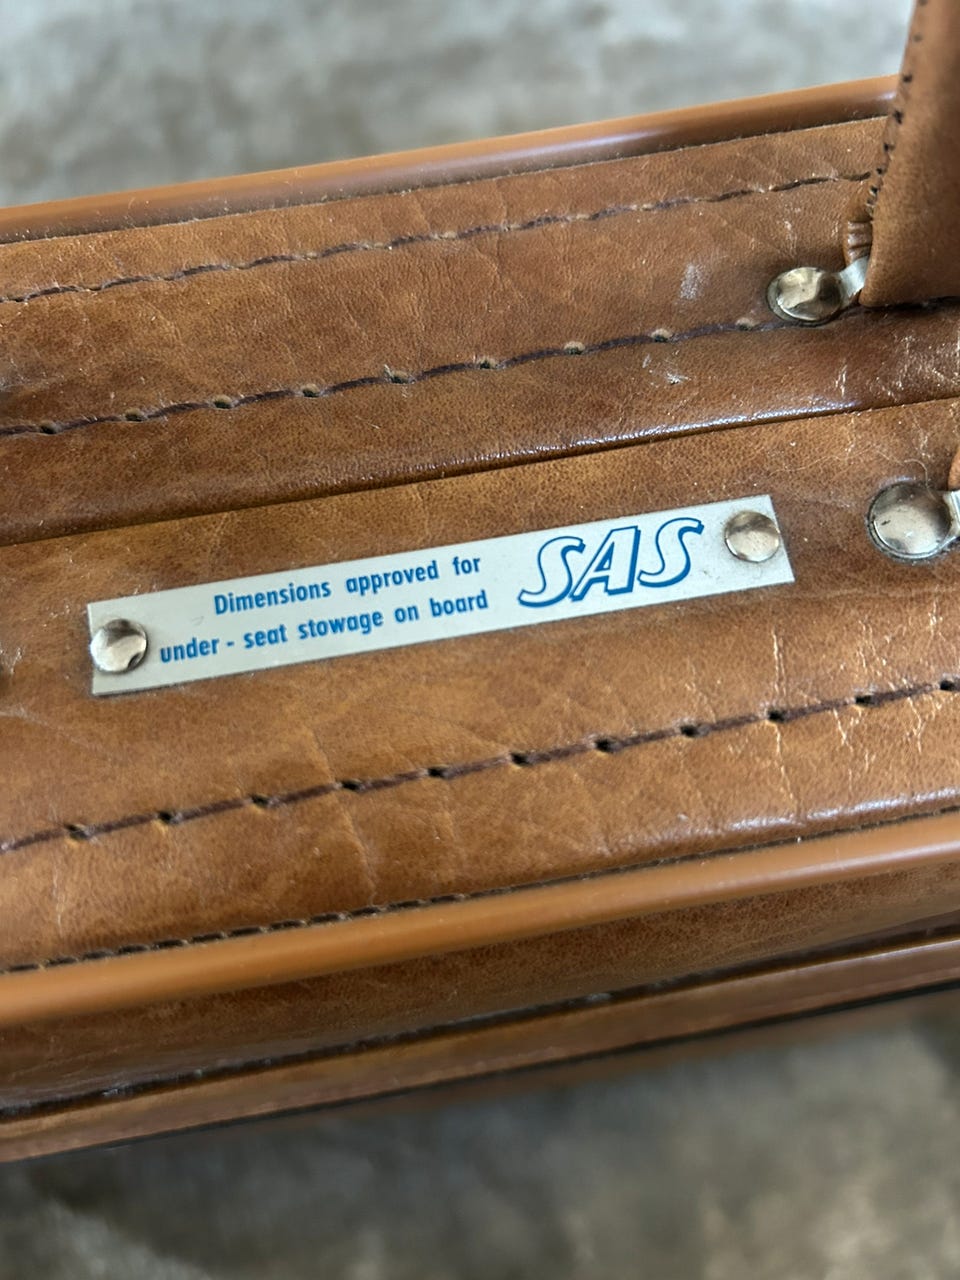 Dimensions approved for
under - seat stowage on board
SAS